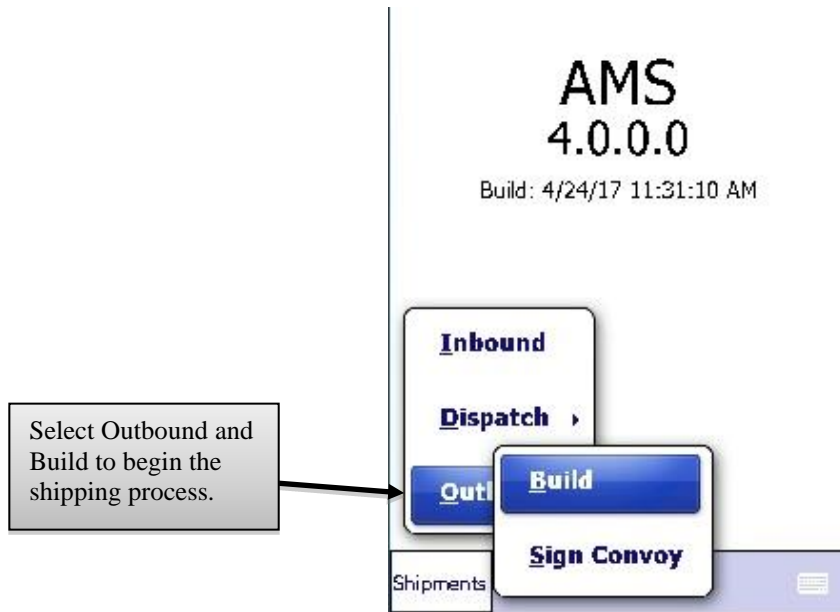 AMS
4.0.0.0
Build: 4/24/17 11:31:10 AM
Inbound
Dispatch
Select Outbound and
Build to begin the
shipping process.
Build
Sign Convoy
Shipments